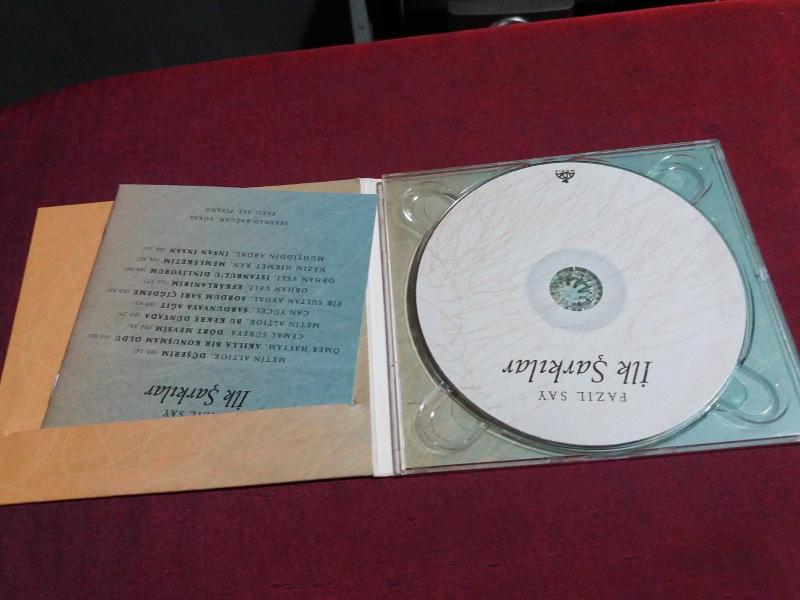 FAZIL SAY
İlk Şarkılar
AZIL SAY
İlk Şarkılar
METİN ALTIOK, DÜŞERİM
ÖMER HAYYAM, AKILLA BİR KONUŞMAM OLDU
CEMAL SÜREYA, DÖRT MEVSİM
METİN ALTIOK, BU KEKRE DÜNYADA
CAN YÜCEL, SARDUNYAYA AĞIT
PİR SULTAN ABDAL, SORDUM SARI ÇİĞDEME
ORHAN VELİ, EFKARLANIRIM
ORHAN VELİ, İSTANBUL'U DİNLİYORUM
NAZIM HİKMET RAN, MEMLEKETİM
MUHYİDDİN ABDAL, İNSAN İNSAN
SERENAD BAĞCAN, VOKAL
FAZIL SAY, PİYANO